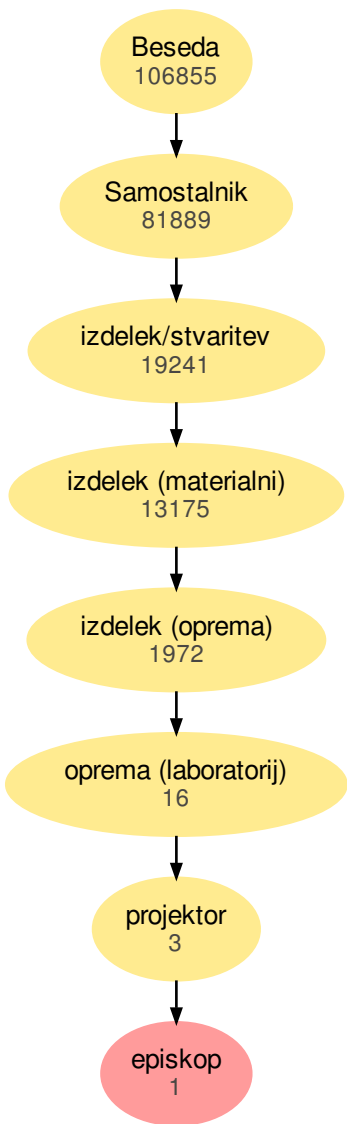 Beseda
106855
Samostalnik
81889
izdelek/stvaritev
19241
izdelek (materialni)
13175
izdelek (oprema)
1972
oprema (laboratorij)
16
projektor
3
episkop
1